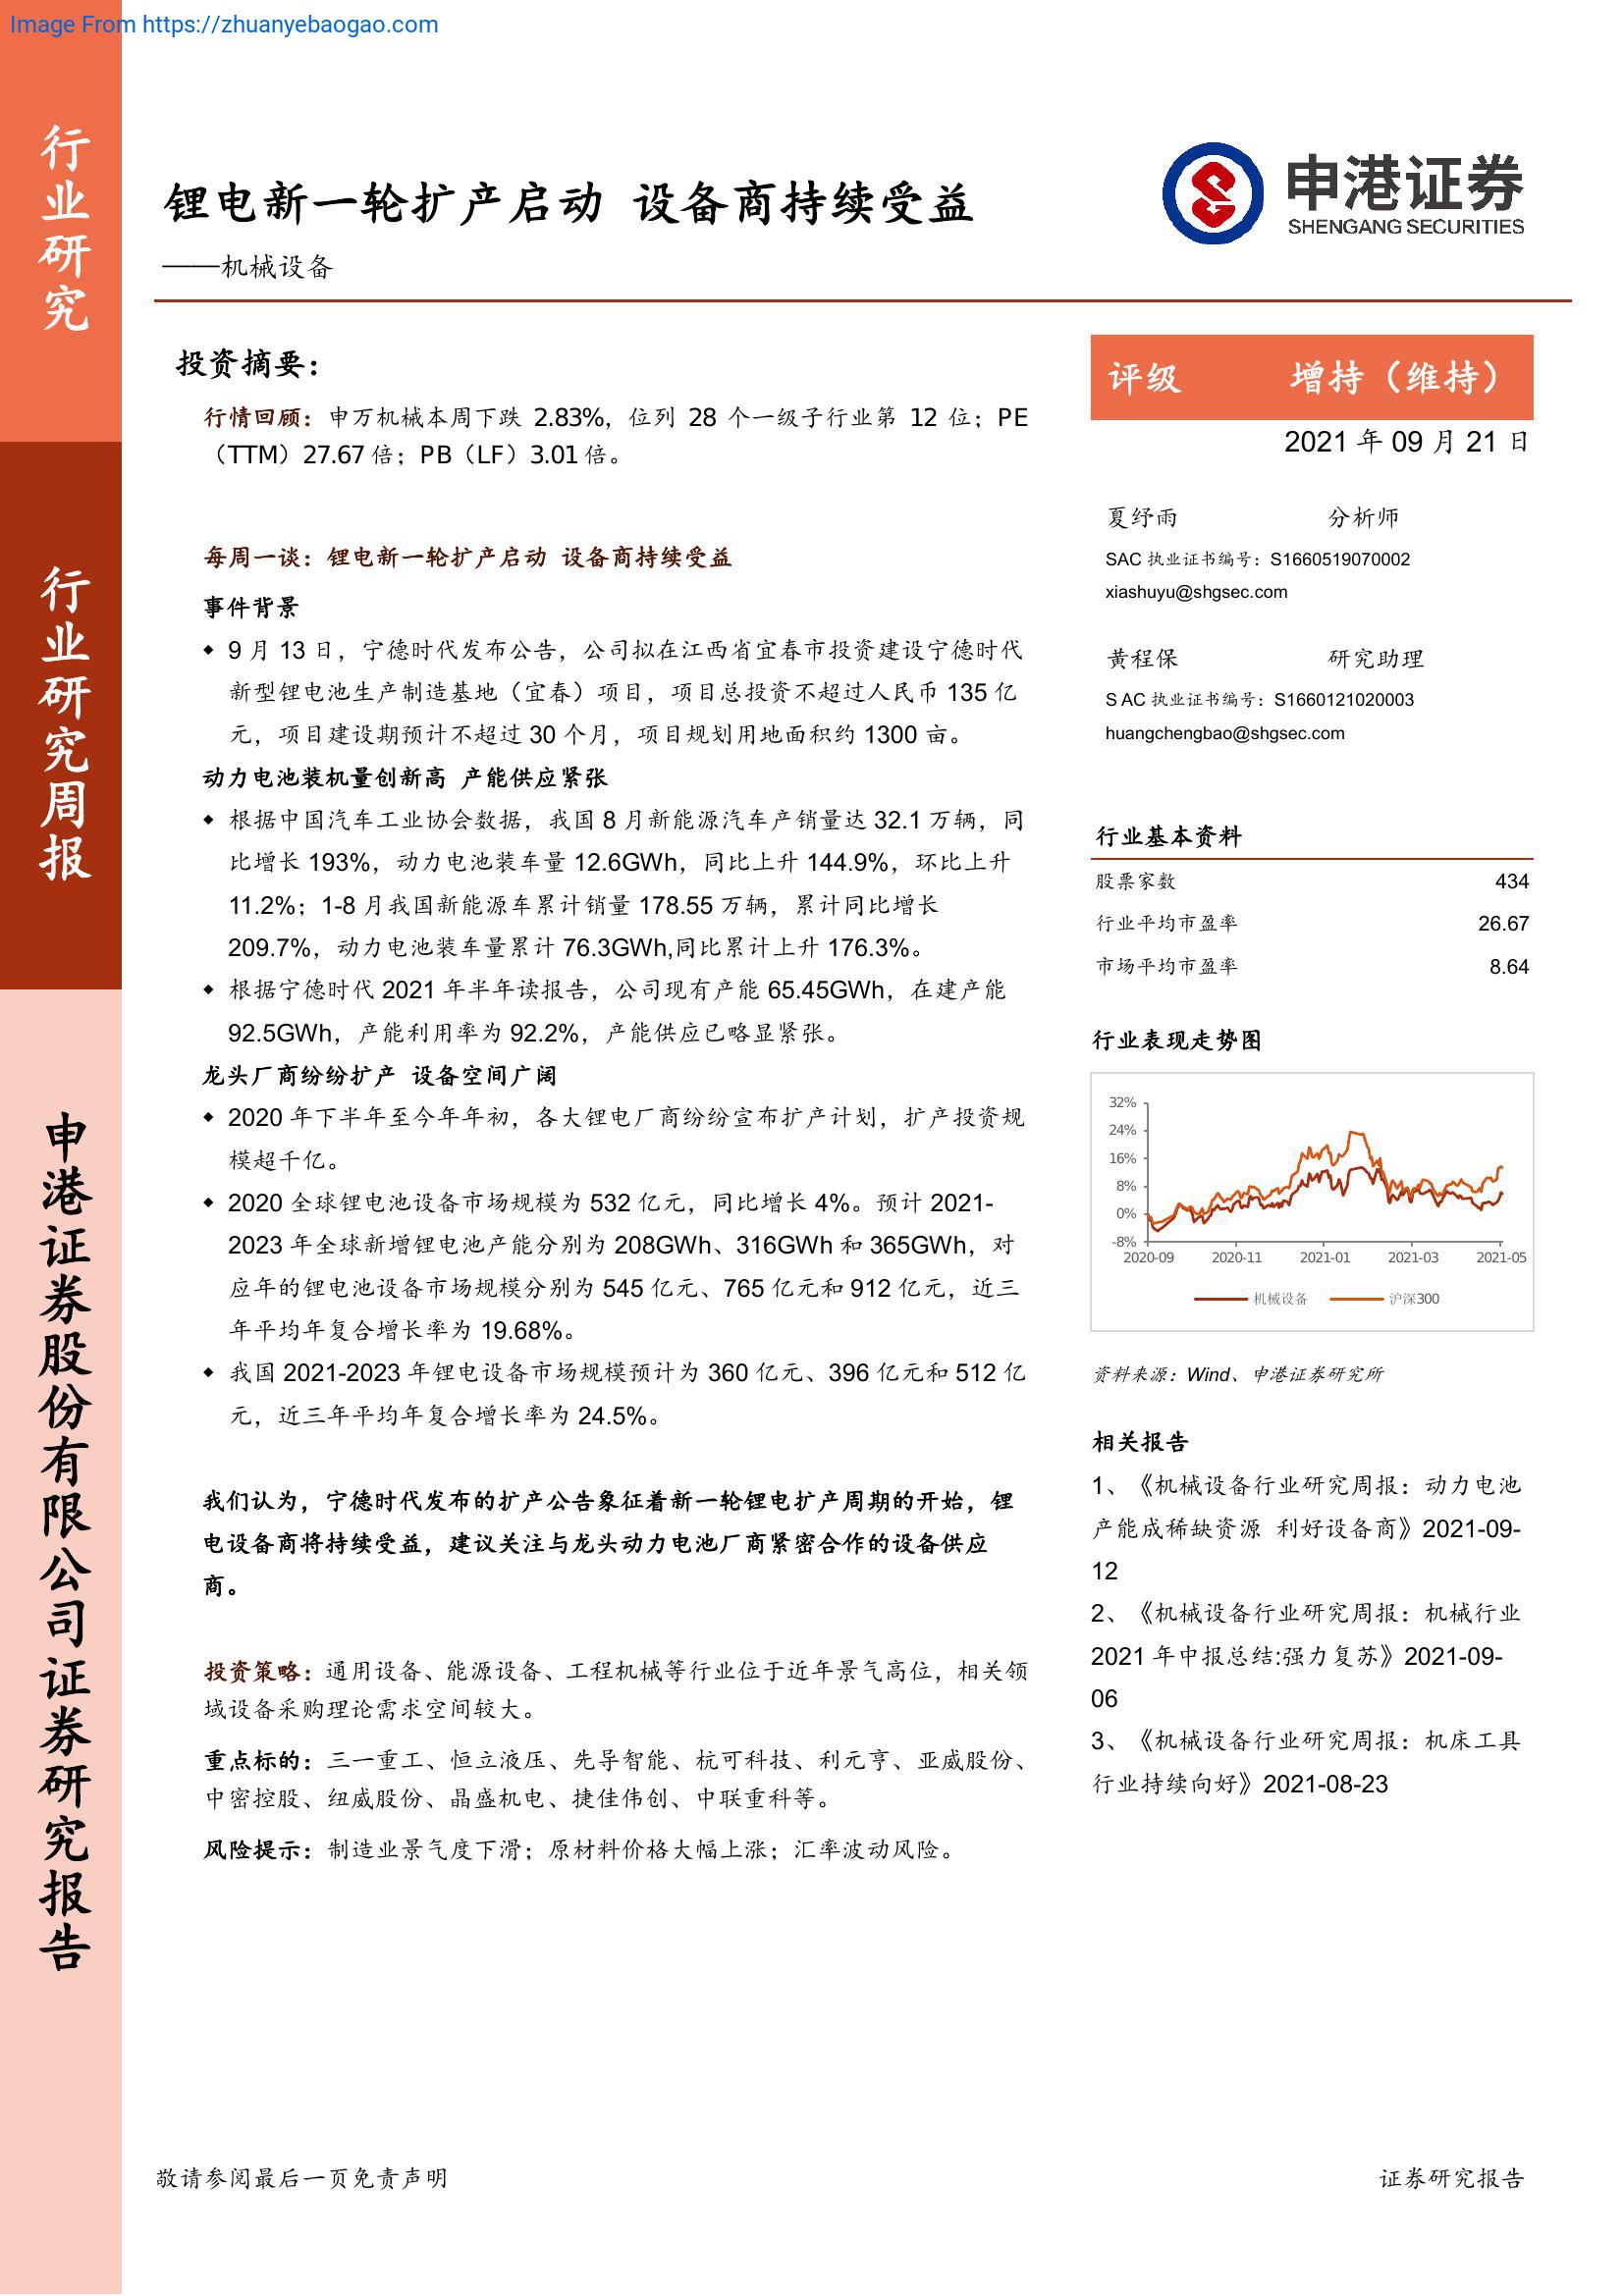 Image From https://zhuanyebaogao.com
行业研究
行业研究周报
申港证券股份有限公司证券研究报告
锂电新一轮扩产启动 设备商持续受益
——机械设备
申港证券
SHENGANG SECURITIES
投资摘要：
行情回顾：申万机械本周下跌 2.83%，位列 28 个一级子行业第 12 位；PE
（TTM）27.67 倍；PB（LF）3.01 倍。
每周一谈：锂电新一轮扩产启动 设备商持续受益
事件背景
◆ 9 月 13 日，宁德时代发布公告，公司拟在江西省宜春市投资建设宁德时代
新型锂电池生产制造基地（宜春）项目，项目总投资不超过人民币 135 亿
元，项目建设期预计不超过 30 个月，项目规划用地面积约 1300 亩。
动力电池装机量创新高 产能供应紧张
◆ 根据中国汽车工业协会数据，我国 8 月新能源汽车产销量达 32.1 万辆，同
比增长 193%，动力电池装车量 12.6GWh，同比上升 144.9%，环比上升
11.2%；1-8 月我国新能源车累计销量 178.55 万辆，累计同比增长
209.7%，动力电池装车量累计 76.3GWh,同比累计上升 176.3%。
◆ 根据宁德时代 2021 年半年读报告，公司现有产能 65.45GWh，在建产能
92.5GWh，产能利用率为 92.2%，产能供应已略显紧张。
龙头厂商纷纷扩产 设备空间广阔
◆ 2020 年下半年至今年年初，各大锂电厂商纷纷宣布扩产计划，扩产投资规
模超千亿。
◆ 2020 全球锂电池设备市场规模为 532 亿元，同比增长 4%。预计 2021-
2023 年全球新增锂电池产能分别为 208GWh、316GWh 和 365GWh，对
应年的锂电池设备市场规模分别为 545 亿元、765 亿元和 912 亿元，近三
年平均年复合增长率为 19.68%。
◆ 我国 2021-2023 年锂电设备市场规模预计为 360 亿元、396 亿元和 512 亿
元，近三年平均年复合增长率为 24.5%。
我们认为，宁德时代发布的扩产公告象征着新一轮锂电扩产周期的开始，锂
电设备商将持续受益，建议关注与龙头动力电池厂商紧密合作的设备供应
商。
投资策略：通用设备、能源设备、工程机械等行业位于近年景气高位，相关领
域设备采购理论需求空间较大。
重点标的：三一重工、恒立液压、先导智能、杭可科技、利元亨、亚威股份、
中密控股、纽威股份、晶盛机电、捷佳伟创、中联重科等。
风险提示：制造业景气度下滑；原材料价格大幅上涨；汇率波动风险。
评级 增持（维持）
2021 年 09 月 21 日
夏纾雨 分析师
SAC 执业证书编号：S1660519070002
xiashuyu@shgsec.com
黄程保 研究助理
S AC 执业证书编号：S1660121020003
huangchengbao@shgsec.com
行业基本资料
股票家数 434
行业平均市盈率 26.67
市场平均市盈率 8.64
行业表现走势图
32%
24%
16%
8%
0%
-8%
2020-09 2020-11 2021-01 2021-03 2021-05
机械设备 沪深300
资料来源：Wind、申港证券研究所
相关报告
1、《机械设备行业研究周报：动力电池
产能成稀缺资源 利好设备商》2021-09-
12
2、《机械设备行业研究周报：机械行业
2021 年中报总结:强力复苏》2021-09-
06
3、《机械设备行业研究周报：机床工具
行业持续向好》2021-08-23
敬请参阅最后一页免责声明
证券研究报告